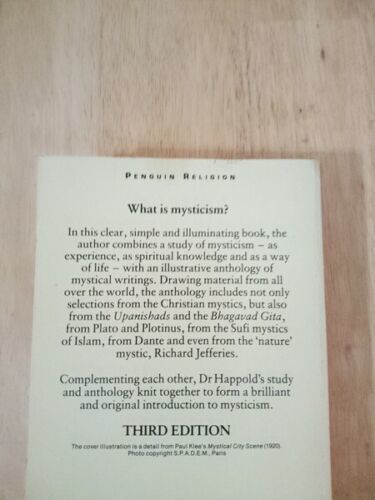 PENGUIN RELIGION
What is mysticism?
In this clear, simple and illuminating book, the
author combines a study of mysticism – as
experience, as spiritual knowledge and as a way
of life – with an illustrative anthology of
mystical writings. Drawing material from all
over the world, the anthology includes not only
selections from the Christian mystics, but also
from the Upanishads and the Bhagavad Gita,
from Plato and Plotinus, from the Sufi mystics
of Islam, from Dante and even from the ‘nature’
mystic, Richard Jefferies.
Complementing each other, Dr Happold's study
and anthology knit together to form a brilliant
and original introduction to mysticism.
THIRD EDITION
The cover illustration is a detail from Paul Klee's Mystical City Scene (1920).
Photo copyright S.P.A.D.E.M., Paris